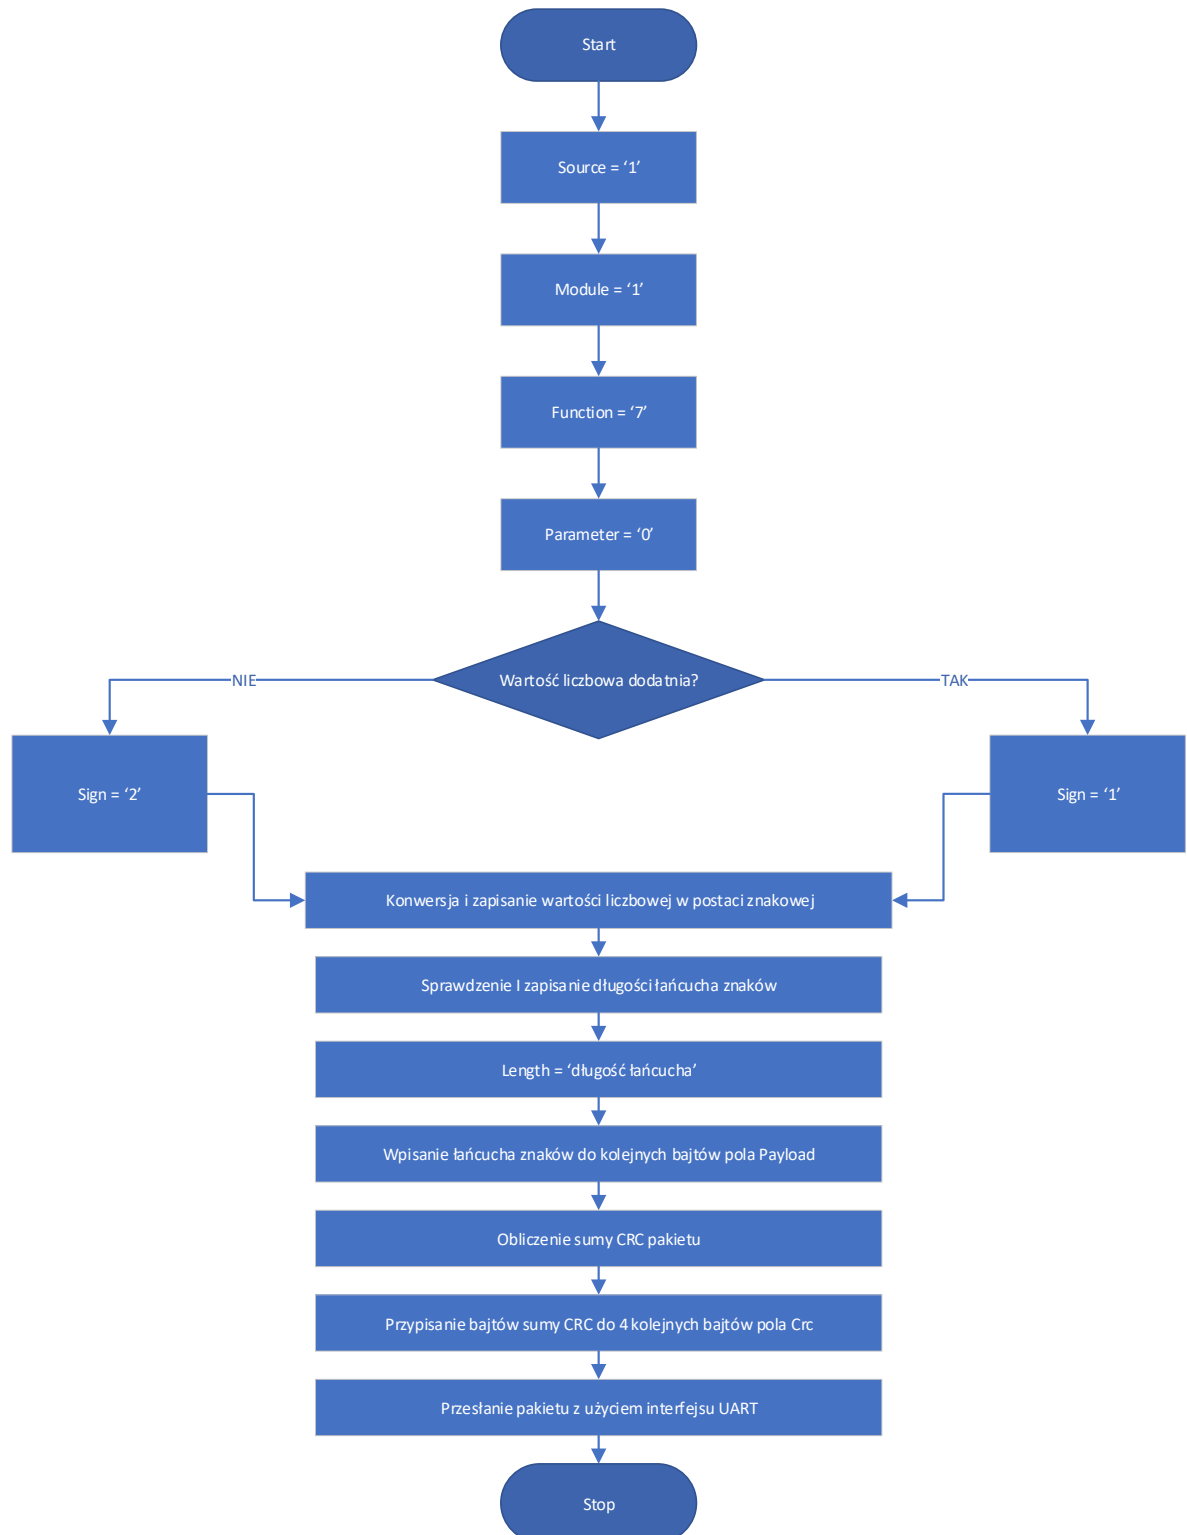 Start
Source = ‘1’
Module = ‘1’
Function = ‘7’
Parameter = ‘0’
Wartość liczbowa dodatnia?
NIE
TAK
Sign = ‘2’
Sign = ‘1’
Konwersja i zapisanie wartości liczbowej w postaci znakowej
Sprawdzenie I zapisanie długości łańcucha znaków
Length = ‘długość łańcucha’
Wpisanie łańcucha znaków do kolejnych bajtów pola Payload
Obliczenie sumy CRC pakietu
Przypisanie bajtów sumy CRC do 4 kolejnych bajtów pola Crc
Przesłanie pakietu z użyciem interfejsu UART
Stop